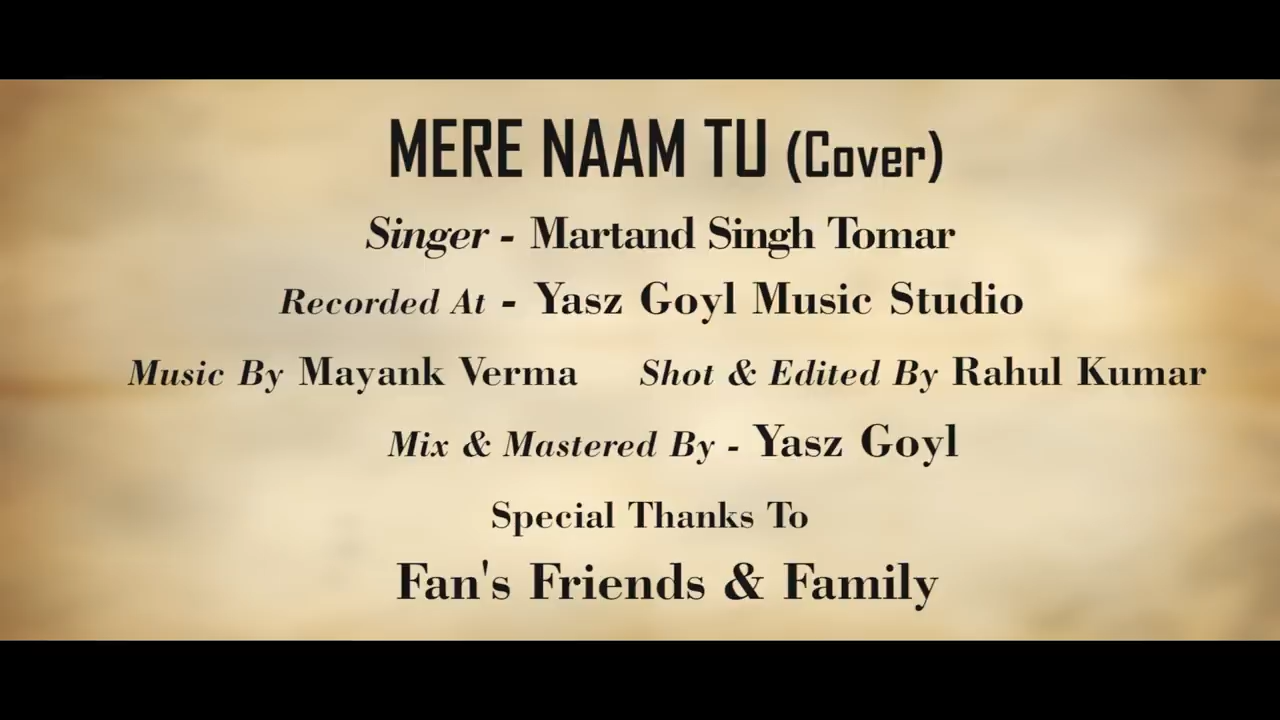 MERE NAAM TU (Cover)
Singer - Martand Singh Tomar
Recorded At - Yasz Goyl Music Studio
Music By Mayank Verma Shot & Edited By Rahul Kumar
Mix & Mastered By - Yasz Goyl
Special Thanks To
Fan's Friends & Family